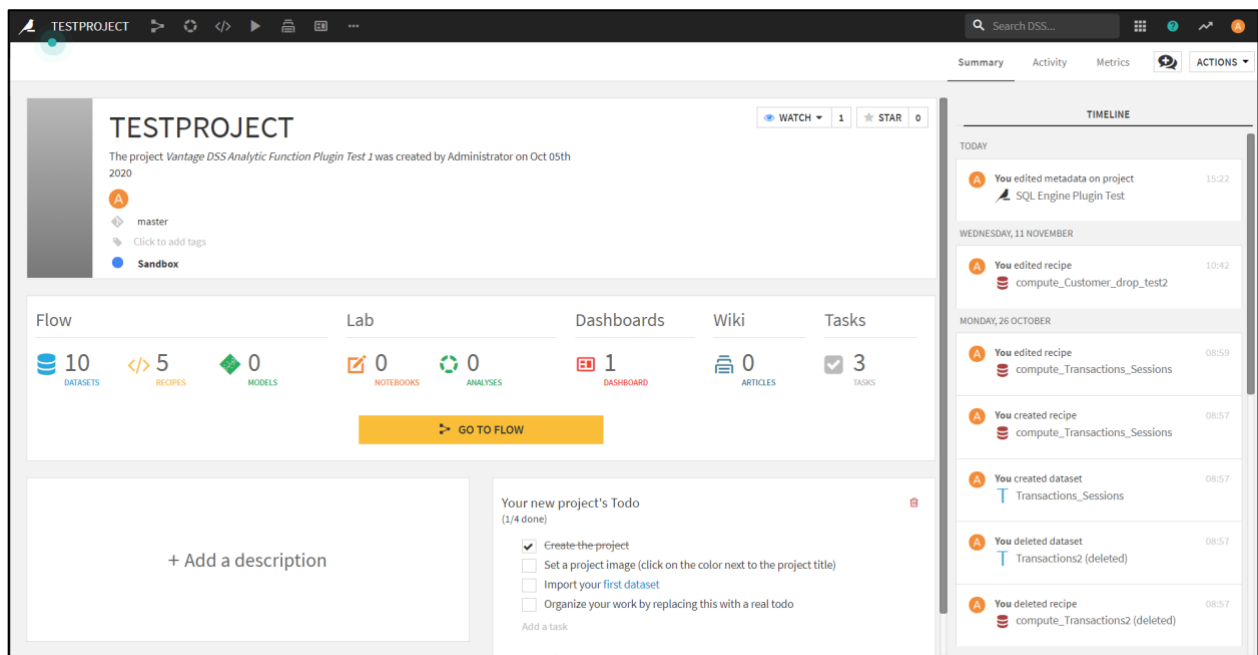 TESTPROJECT
Search DSS...
A
Summary Activity Metrics ACTIONS
TESTPROJECT
WATCH 1 STAR 0
The project Vantage DSS Analytic Function Plugin Test 1 was created by Administrator on Oct 05th
2020
A
master
Click to add tags
Sandbox
Flow Lab Dashboards Wiki Tasks
10 DATASETS
</> 5 RECIPES
0 MODELS
0 NOTEBOOKS
0 ANALYSES
1 DASHBOARD
0 ARTICLES
3 TASKS
GO TO FLOW
+ Add a description
Your new project's Todo
(1/4 done)
Create the project
Set a project image (click on the color next to the project title)
Import your first dataset
Organize your work by replacing this with a real todo
Add a task
TIMELINE
TODAY
A You edited metadata on project 15:22
SQL Engine Plugin Test
WEDNESDAY, 11 NOVEMBER
A You edited recipe 10:42
compute_Customer_drop_test2
MONDAY, 26 OCTOBER
A You edited recipe 08:59
compute_Transactions_Sessions
A You created recipe 08:57
compute_Transactions_Sessions
A You created dataset 08:57
Transactions_Sessions
A You deleted dataset 08:57
Transactions2 (deleted)
A You deleted recipe 08:57
compute_Transactions2 (deleted)